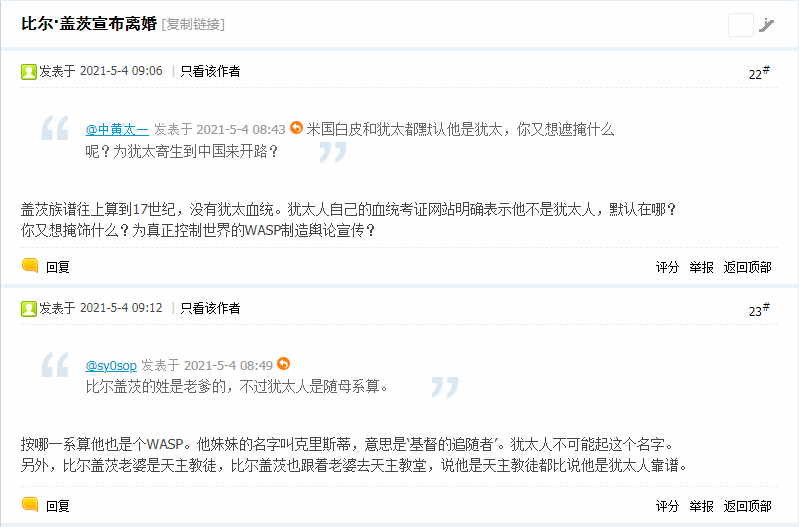 比尔·盖茨宣布离婚 [复制链接]
发表于 2021-5-4 09:06 |只看该作者
22#
@中黄太一 发表于 2021-5-4 08:43 米国白皮和犹太都默认他是犹太，你又想遮掩什么
呢？为犹太寄生到中国来开路？
盖茨族谱往上算到17世纪，没有犹太血统。犹太人自己的血统考证网站明确表示他不是犹太人，默认在哪？
你又想掩饰什么？为真正控制世界的WASP制造舆论宣传？
回复
评分 举报 返回顶部
发表于 2021-5-4 09:12 |只看该作者
23#
@sy0sop 发表于 2021-5-4 08:49
比尔盖茨的姓是老爹的，不过犹太人是随母系算。
按哪一系算他也是个WASP。他妹妹的名字叫克里斯蒂，意思是‘基督的追随者’。犹太人不可能起这个名字。
另外，比尔盖茨老婆是天主教徒，比尔盖茨也跟着老婆去天主教堂，说他是天主教徒都比说他是犹太人靠谱。
回复
评分 举报 返回顶部